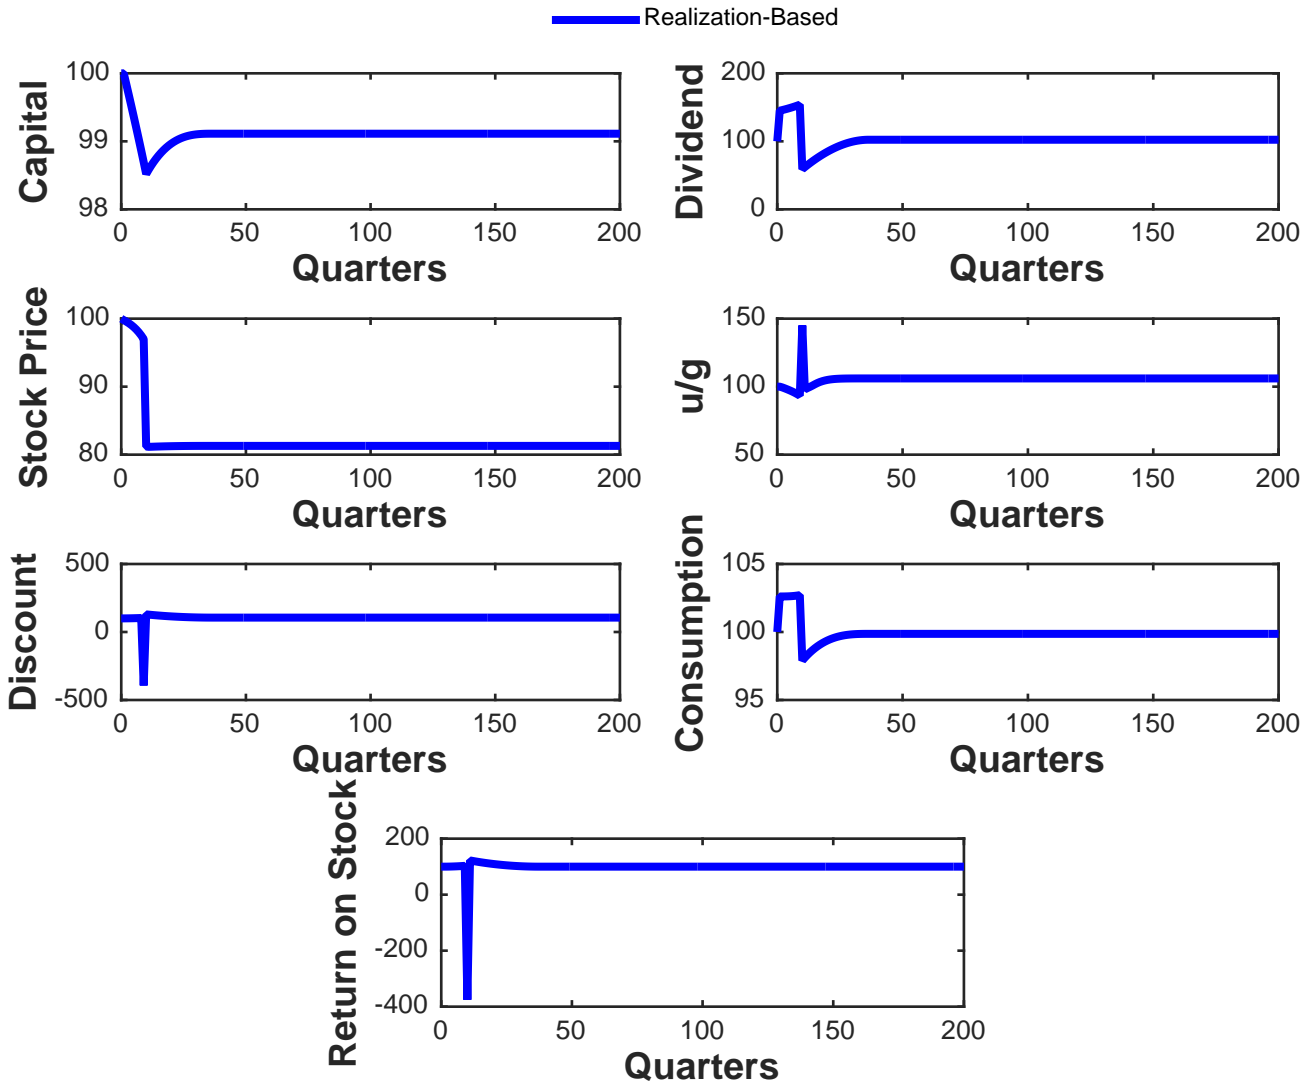 Realization-Based
Capital
100
99
98
0 50 100 150 200
Quarters
Dividend
200
100
0
0 50 100 150 200
Quarters
Stock Price
100
90
80
0 50 100 150 200
Quarters
u/g
150
100
50
0 50 100 150 200
Quarters
Discount
500
0
-500
0 50 100 150 200
Quarters
Consumption
105
100
95
0 50 100 150 200
Quarters
Return on Stock
200
0
-200
-400
0 50 100 150 200
Quarters